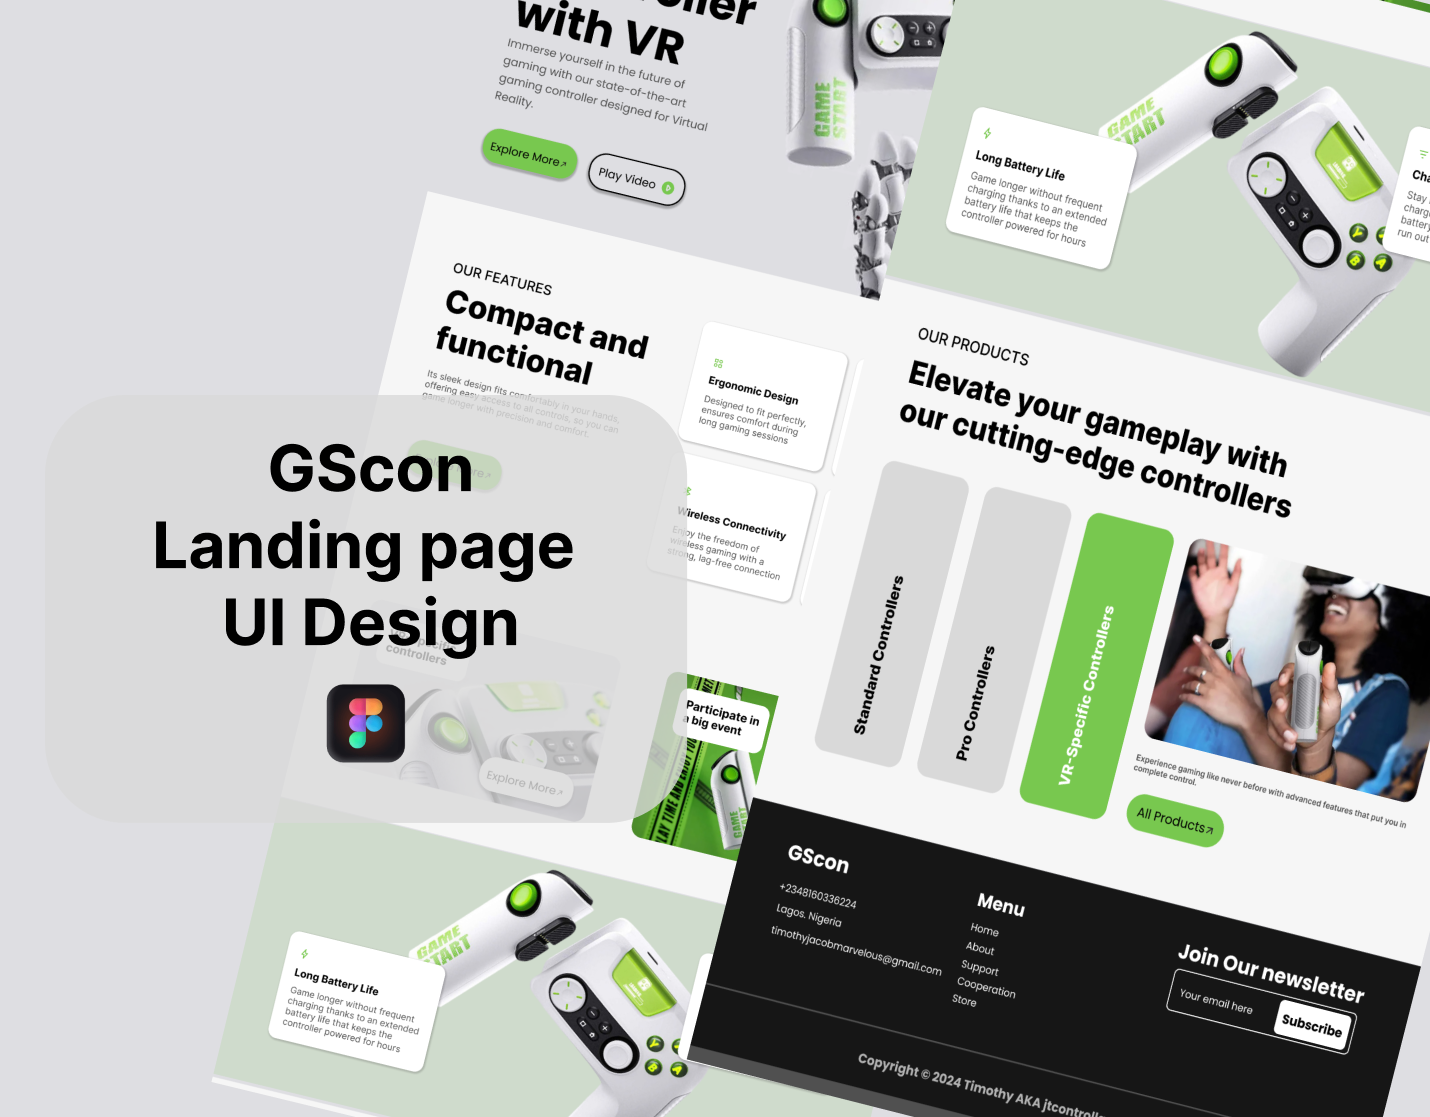 with VR
Immerse yourself in the future of
gaming with our state-of-the-art
gaming controller designed for Virtual
Reality.
Explore More
Play Video
GAME
START
OUR FEATURES
Compact and
functional
Its sleek design fits comfortably in your hands,
offering easy access to all controls, so you can
game longer with precision and comfort.
Ergonomic Design
Designed to fit perfectly,
ensures comfort during
long gaming sessions
Wireless Connectivity
Enjoy the freedom of
wireless gaming with a
strong, lag-free connection
GScon
Landing page
UI Design
controllers
Explore More
Participate in
a big event
GAME
START
Long Battery Life
Game longer without frequent
charging thanks to an extended
battery life that keeps the
controller powered for hours
GAME
START
Y
B A
Long Battery Life
Game longer without frequent
charging thanks to an extended
battery life that keeps the
controller powered for hours
GAME
START
Y
B A
Stay
run out
OUR PRODUCTS
Elevate your gameplay with
our cutting-edge controllers
Standard Controllers
Pro Controllers
VR-Specific Controllers
Experience gaming like never before with advanced features that put you in
complete control.
All Products
GScon
+2348160336224
Lagos. Nigeria
timothyjacobmarvelous@gmail.com
Menu
Home
About
Support
Cooperation
Store
Join Our newsletter
Your email here
Subscribe
Copyright © 2024 Timothy AKA jtcontrolle